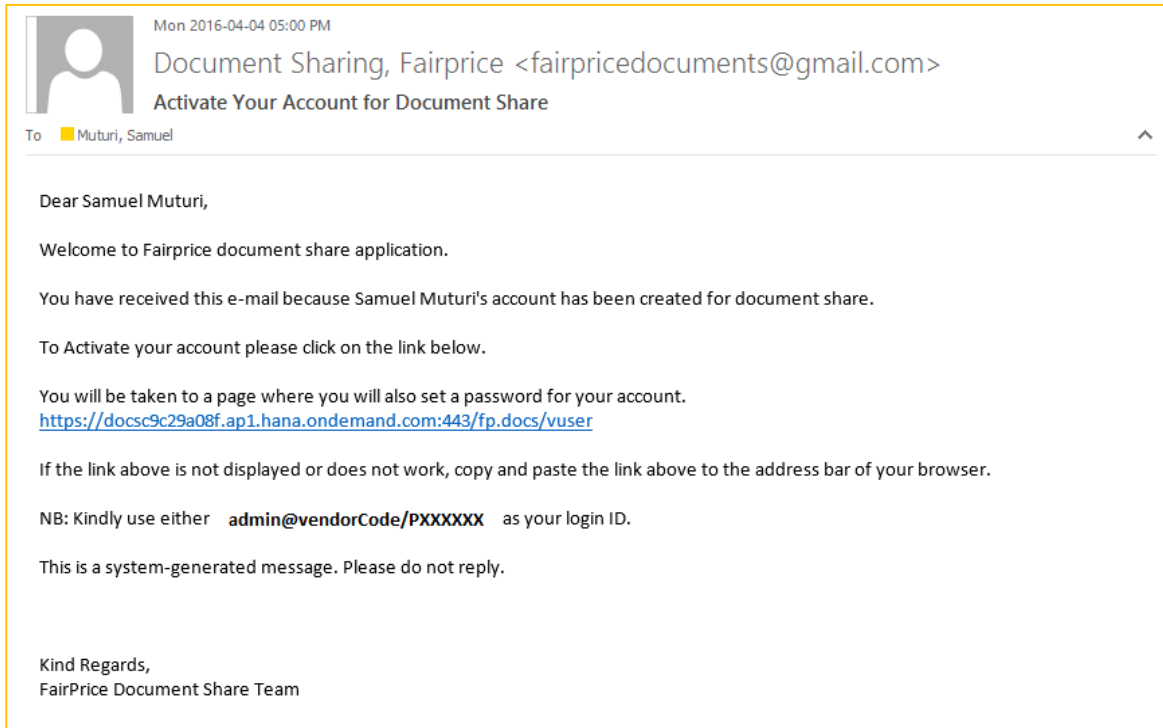 Mon 2016-04-04 05:00 PM
Document Sharing, Fairprice <fairpricedocuments@gmail.com>
Activate Your Account for Document Share
To Muturi, Samuel
Dear Samuel Muturi,
Welcome to Fairprice document share application.
You have received this e-mail because Samuel Muturi's account has been created for document share.
To Activate your account please click on the link below.
You will be taken to a page where you will also set a password for your account.
https://docsc9c29a08f.ap1.hana.ondemand.com:443/fp.docs/vuser
If the link above is not displayed or does not work, copy and paste the link above to the address bar of your browser.
NB: Kindly use either admin@vendorCode/PXXXXXX as your login ID.
This is a system-generated message. Please do not reply.
Kind Regards,
FairPrice Document Share Team